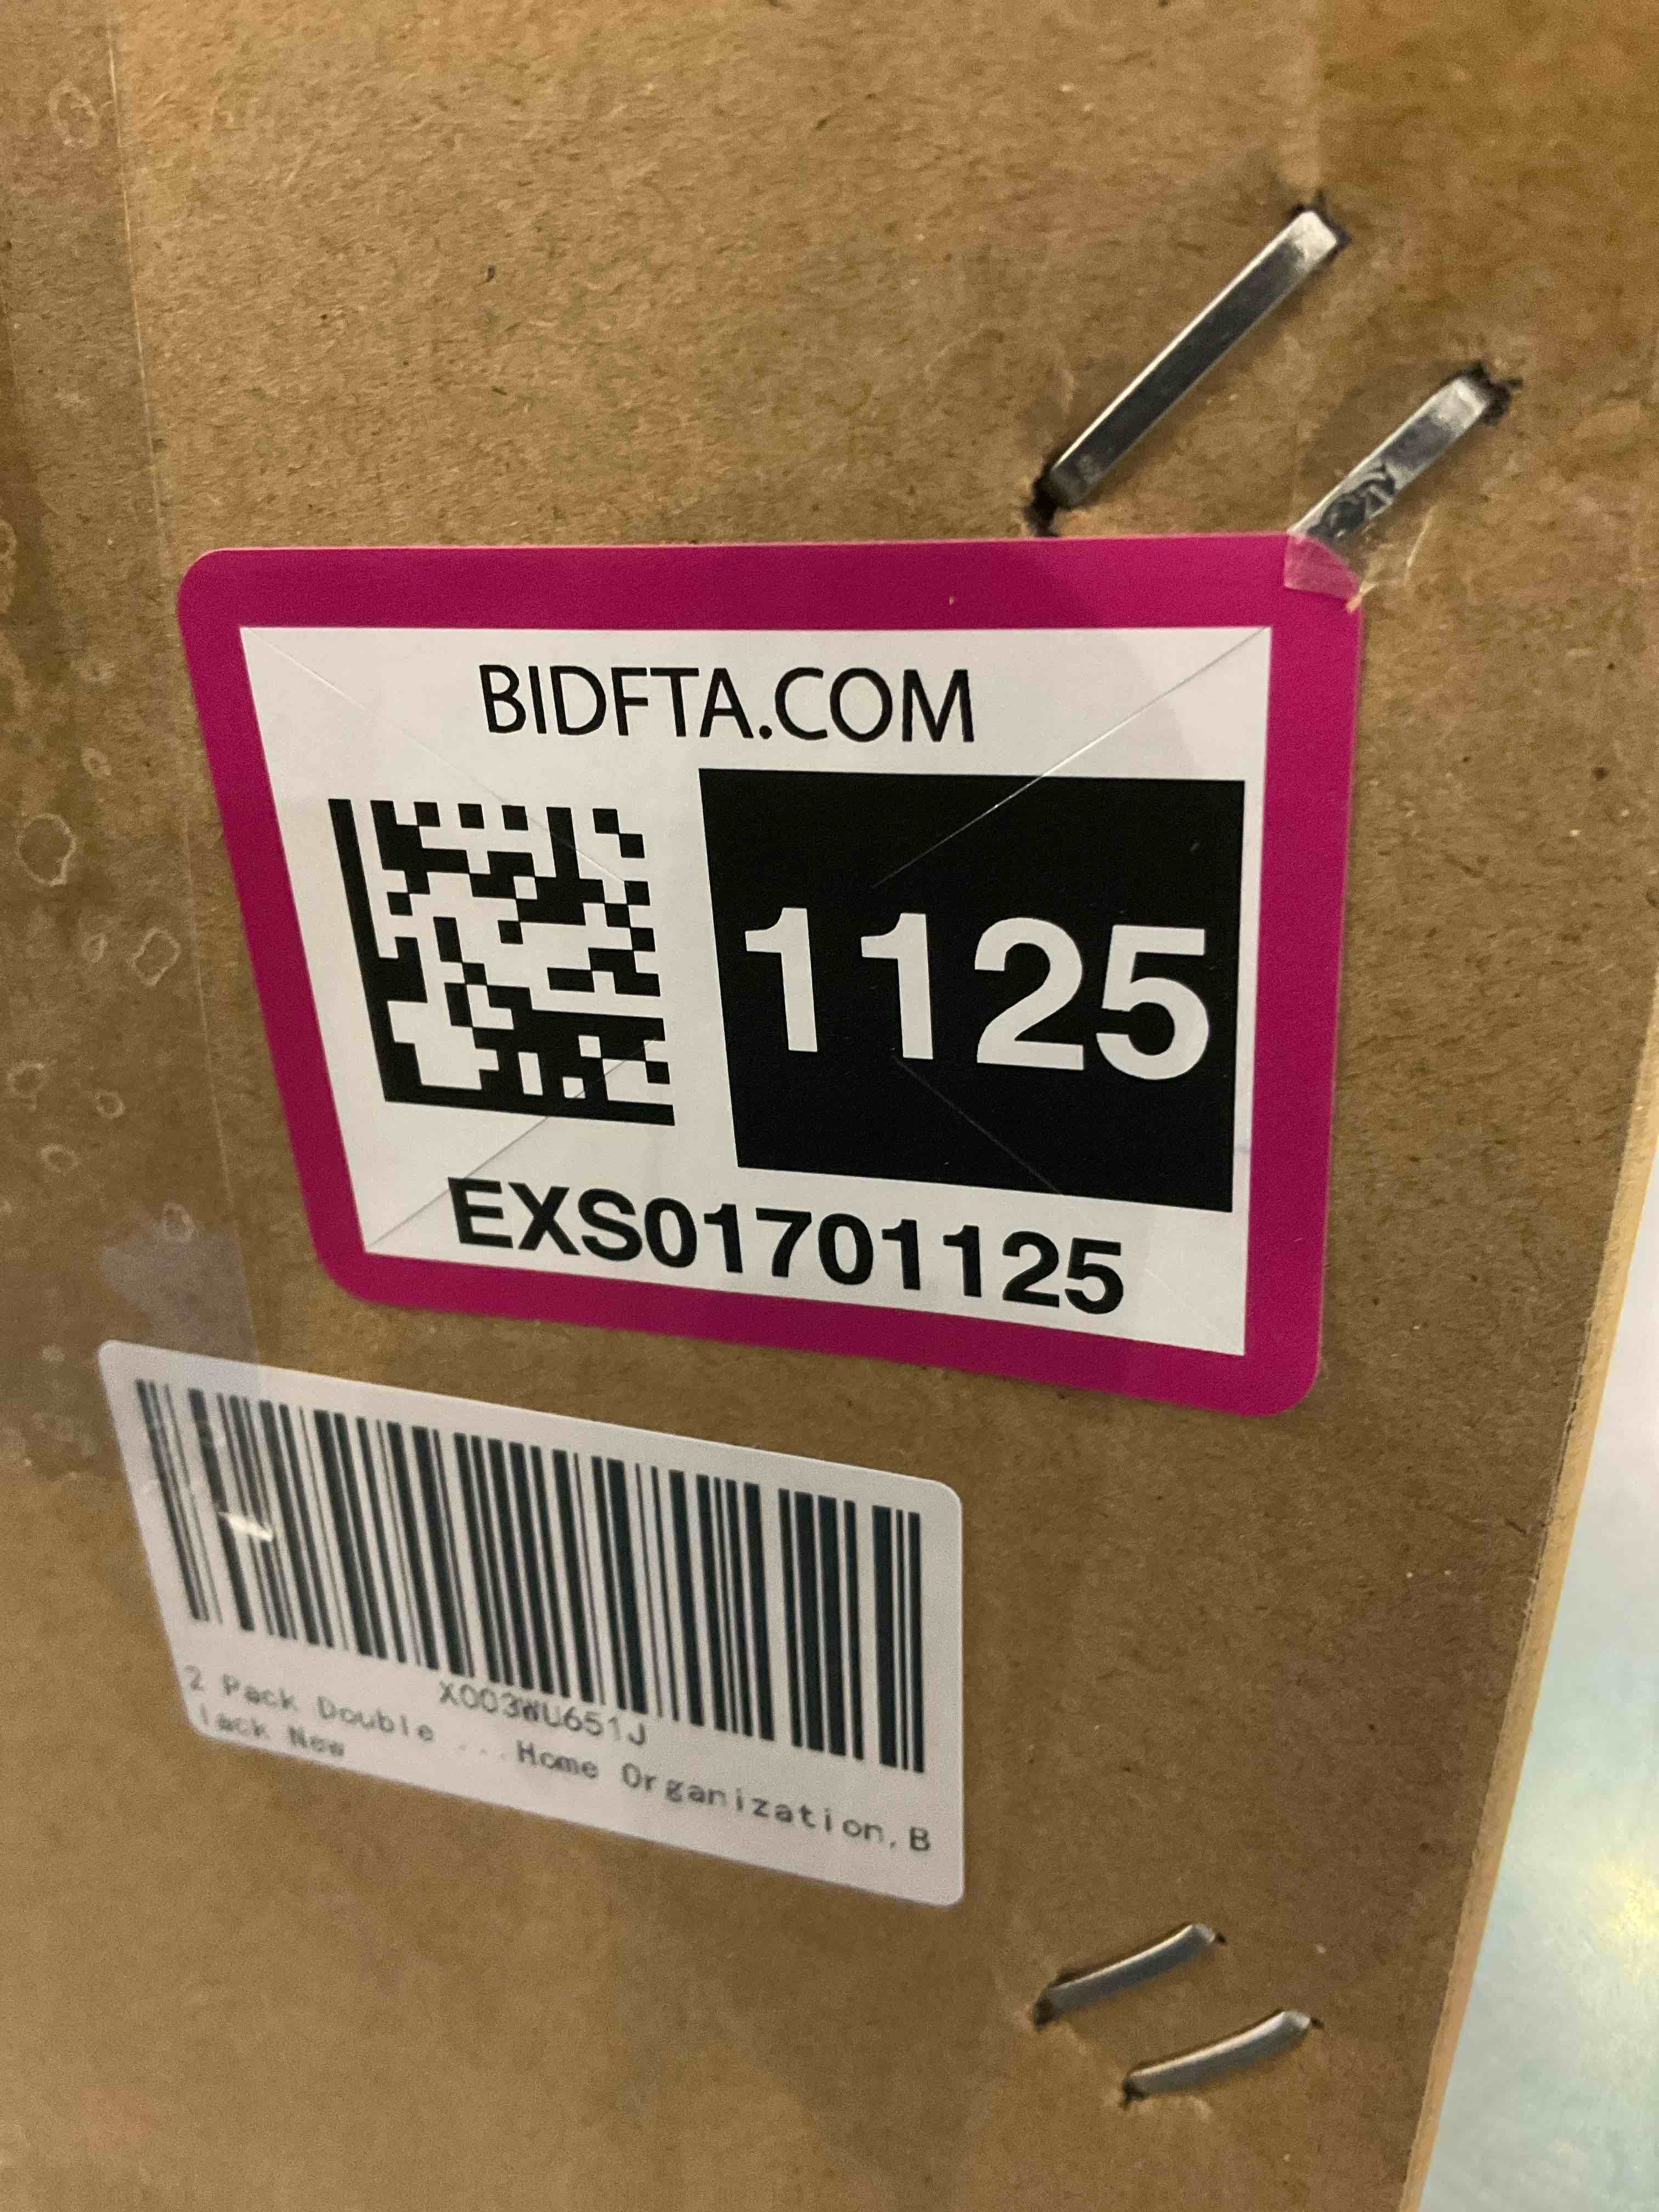 BIDFTA.COM
1125
EXS01701125
X003WU651J
2 Pack Double ... Home Organization,B
lack New